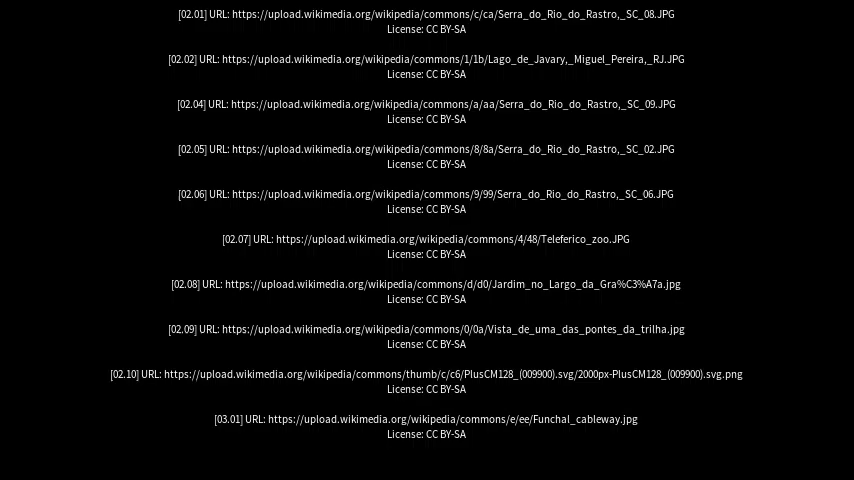 [02.01] URL: https://upload.wikimedia.org/wikipedia/commons/c/ca/Serra_do_Rio_do_Rastro,_SC_08.JPG
License: CC BY-SA
[02.02] URL: https://upload.wikimedia.org/wikipedia/commons/1/1b/Lago_de_Javary,_Miguel_Pereira,_RJ.JPG
License: CC BY-SA
[02.04] URL: https://upload.wikimedia.org/wikipedia/commons/a/aa/Serra_do_Rio_do_Rastro,_SC_09.JPG
License: CC BY-SA
[02.05] URL: https://upload.wikimedia.org/wikipedia/commons/8/8a/Serra_do_Rio_do_Rastro,_SC_02.JPG
License: CC BY-SA
[02.06] URL: https://upload.wikimedia.org/wikipedia/commons/9/99/Serra_do_Rio_do_Rastro,_SC_06.JPG
License: CC BY-SA
[02.07] URL: https://upload.wikimedia.org/wikipedia/commons/4/48/Teleferico_zoo.JPG
License: CC BY-SA
[02.08] URL: https://upload.wikimedia.org/wikipedia/commons/d/d0/Jardim_no_Largo_da_Gra%C3%A7a.jpg
License: CC BY-SA
[02.09] URL: https://upload.wikimedia.org/wikipedia/commons/0/0a/Vista_de_uma_das_pontes_da_trilha.jpg
License: CC BY-SA
[02.10] URL: https://upload.wikimedia.org/wikipedia/commons/thumb/c/c6/PlusCM128_(009900).svg/2000px-PlusCM128_(009900).svg.png
License: CC BY-SA
[03.01] URL: https://upload.wikimedia.org/wikipedia/commons/e/ee/Funchal_cableway.jpg
License: CC BY-SA